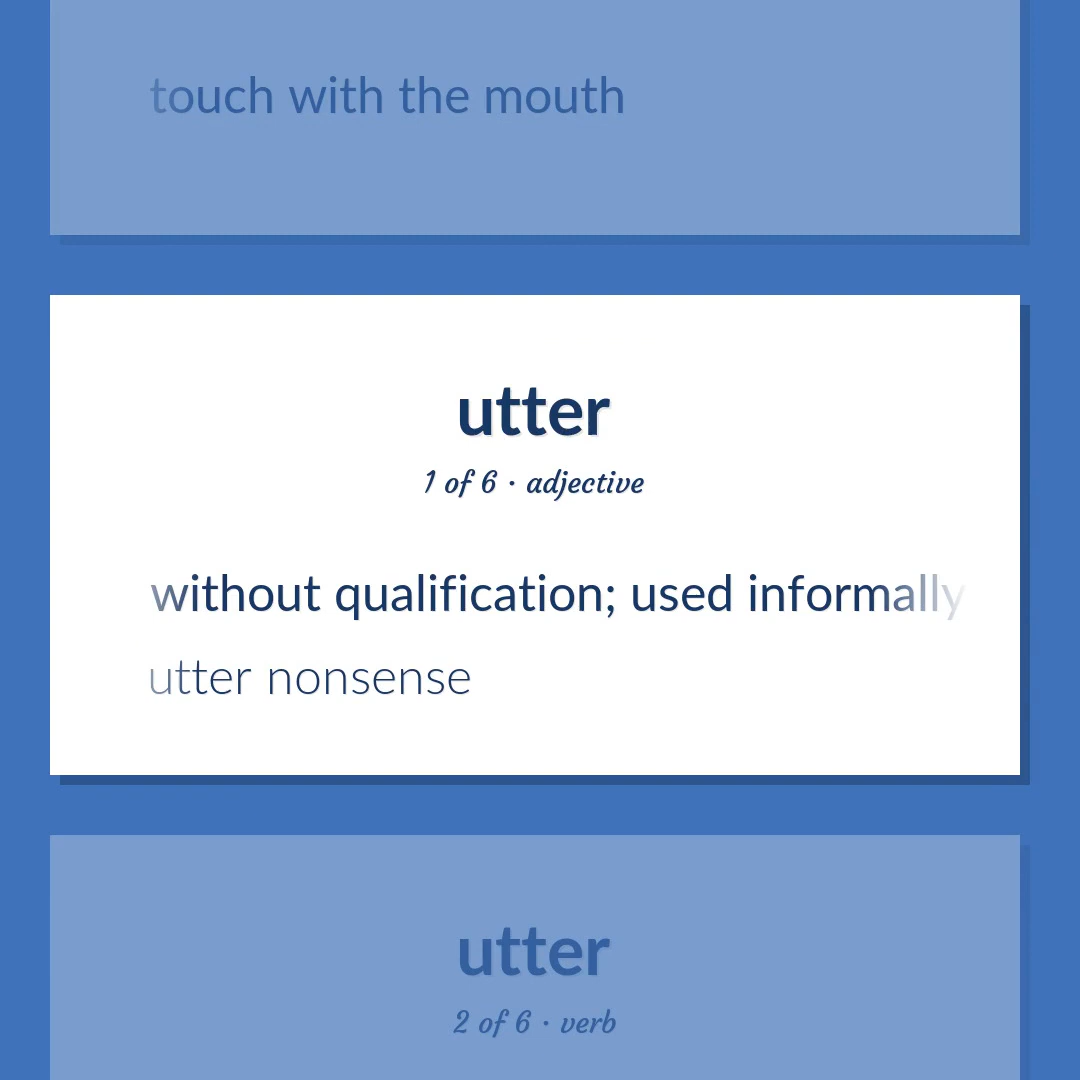 touch with the mouth
utter
1 of 6 · adjective
without qualification; used informally
utter nonsense
utter
2 of 6 · verb